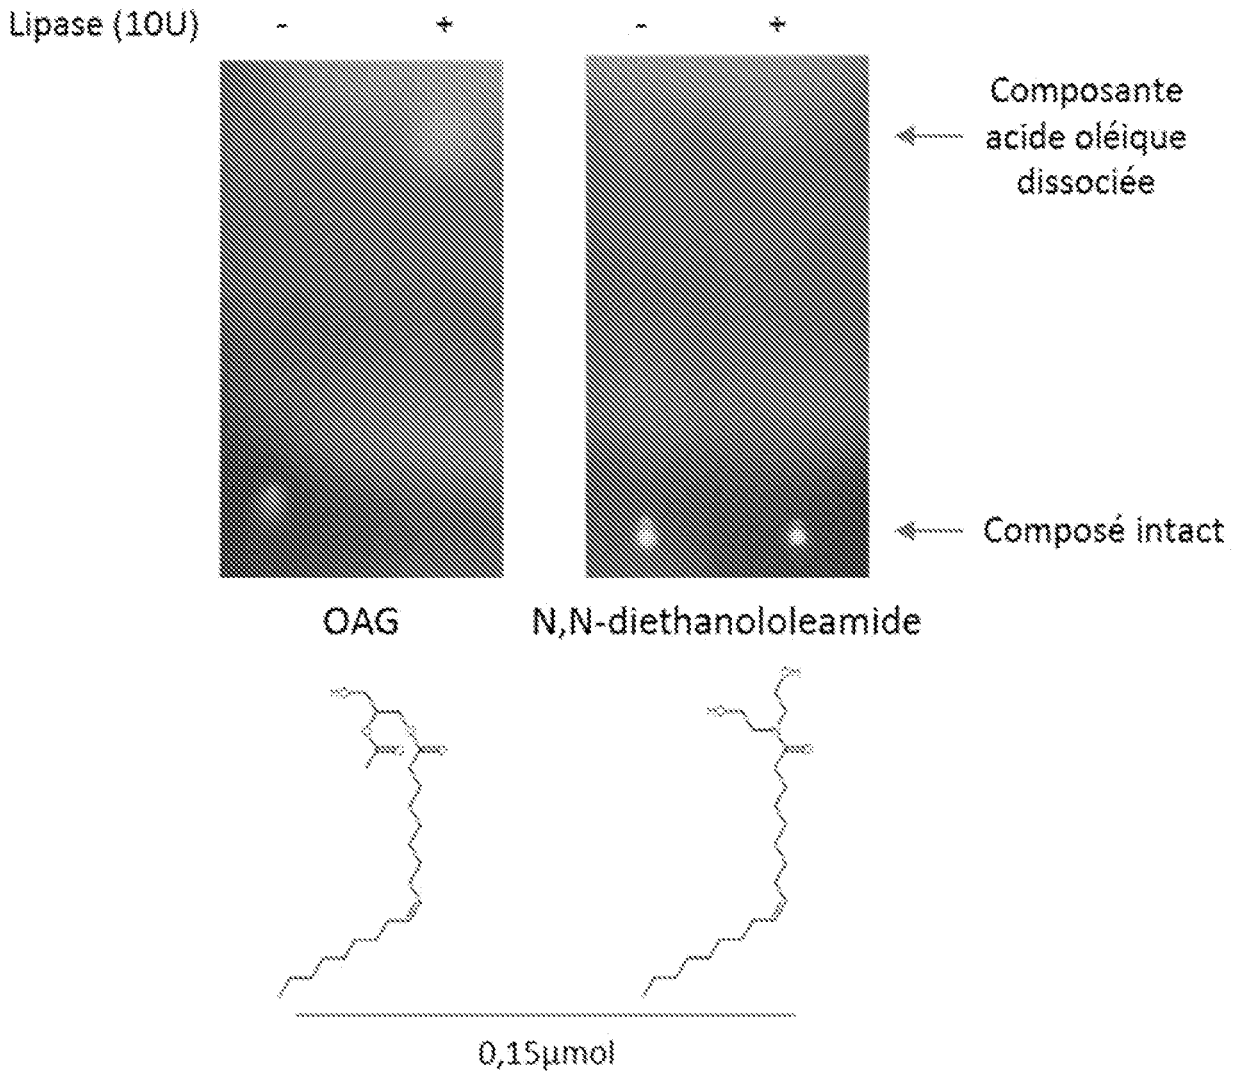 Lipase (10U) - + - +
Composante
acide oléique
dissociée
Composé intact
OAG N,N-diethanololeamide
0,15µmol